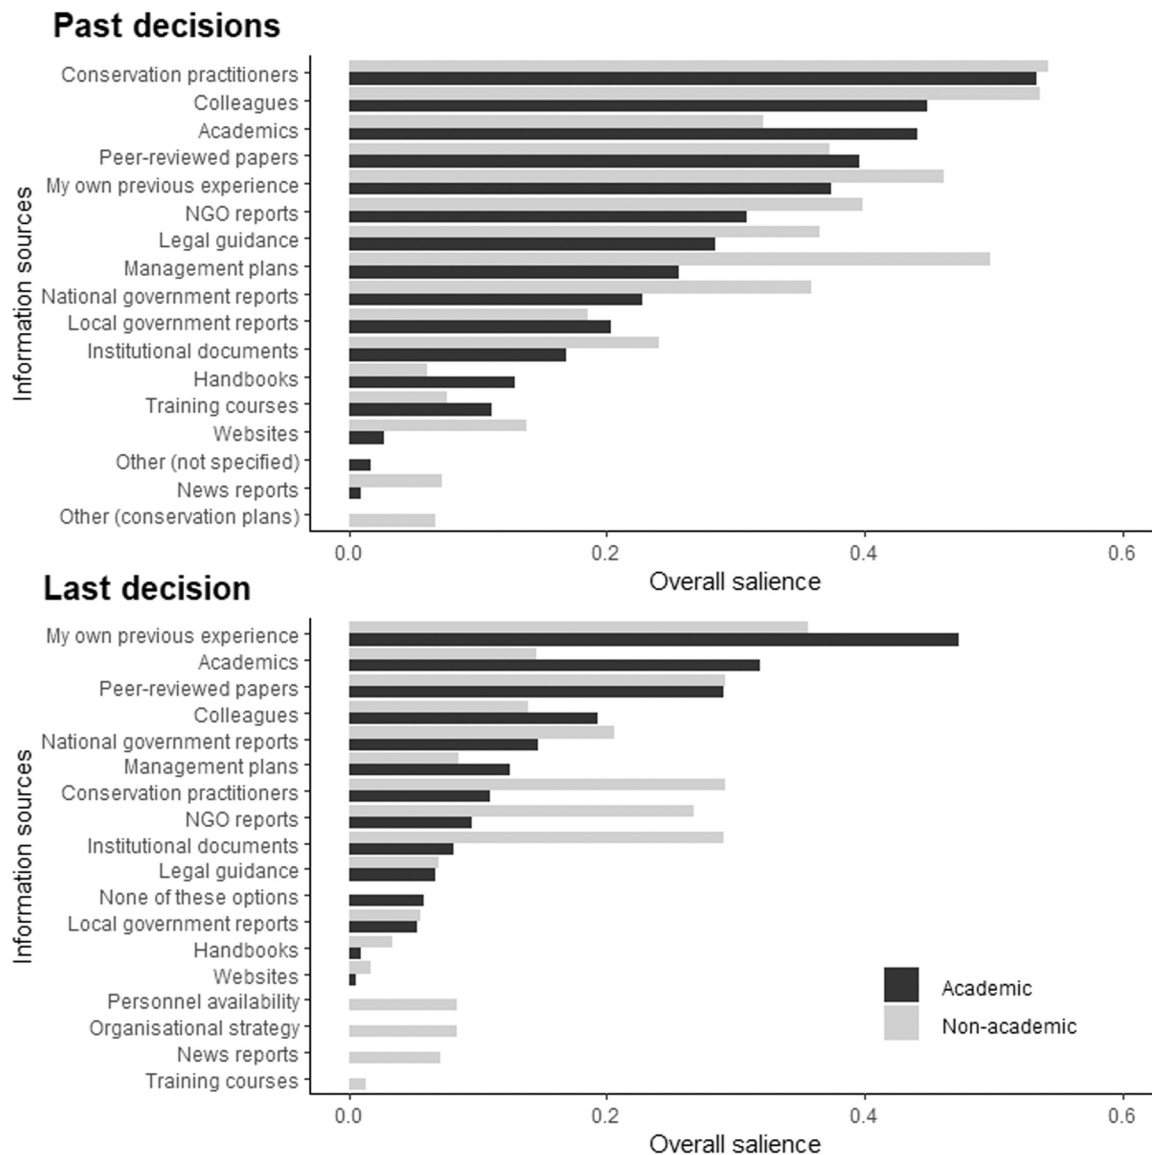 Past decisions
Information sources
Conservation practitioners
Colleagues
Academics
Peer-reviewed papers
My own previous experience
NGO reports
Legal guidance
Management plans
National government reports
Local government reports
Institutional documents
Handbooks
Training courses
Websites
Other (not specified)
News reports
Other (conservation plans)
0.0 0.2 0.4 0.6
Overall salience
Last decision
Information sources
My own previous experience
Academics
Peer-reviewed papers
Colleagues
National government reports
Management plans
Conservation practitioners
NGO reports
Institutional documents
Legal guidance
None of these options
Local government reports
Handbooks
Websites
Personnel availability
Organisational strategy
News reports
Training courses
Academic
Non-academic
0.0 0.2 0.4 0.6
Overall salience